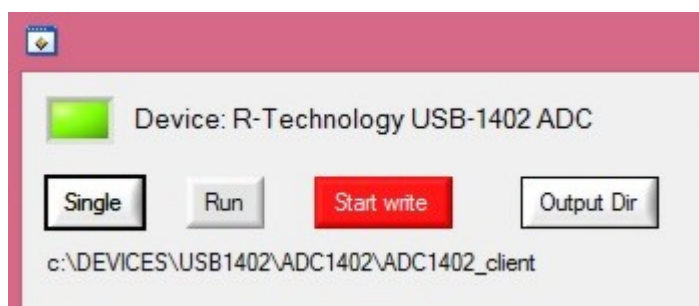 Device: R-Technology USB-1402 ADC
Single Run Start write Output Dir
c:\DEVICES\USB1402\ADC1402\ADC1402_client